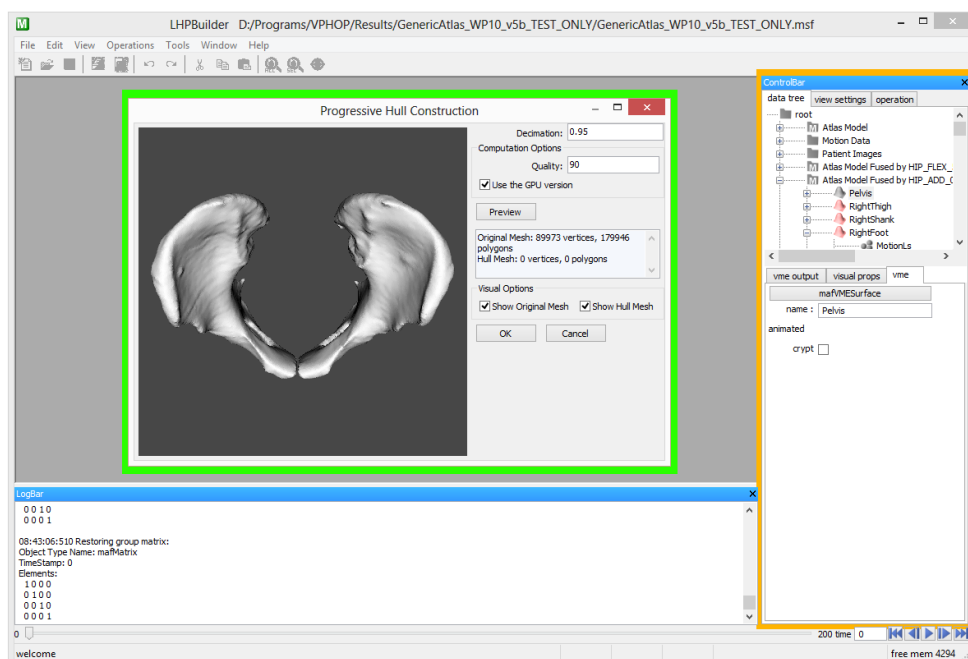 LHPBuilder D:/Programs/VPHOP/Results/GenericAtlas_WP10_v5b_TEST_ONLY/GenericAtlas_WP10_v5b_TEST_ONLY.msf
File Edit View Operations Tools Window Help
Progressive Hull Construction
Decimation: 0.95
Computation Options
Quality: 90
Use the GPU version
Preview
Original Mesh: 89973 vertices, 179946
polygons
Hull Mesh: 0 vertices, 0 polygons
Visual Options
Show Original Mesh Show Hull Mesh
OK Cancel
ControlBar
data tree view settings operation
root
Atlas Model
Motion Data
Patient Images
Atlas Model Fused by HIP_FLEX_
Atlas Model Fused by HIP_ADD_
Pelvis
RightThigh
RightShank
RightFoot
MotionLs
vme output visual props vme
mafVMESurface
name : Pelvis
animated
crypt
LogBar
0 0 1 0
0 0 0 1
08:43:06:510 Restoring group matrix:
Object Type Name: mafMatrix
TimeStamp: 0
Elements:
1 0 0 0
0 1 0 0
0 0 1 0
0 0 0 1
0 200 time 0
welcome free mem 4294